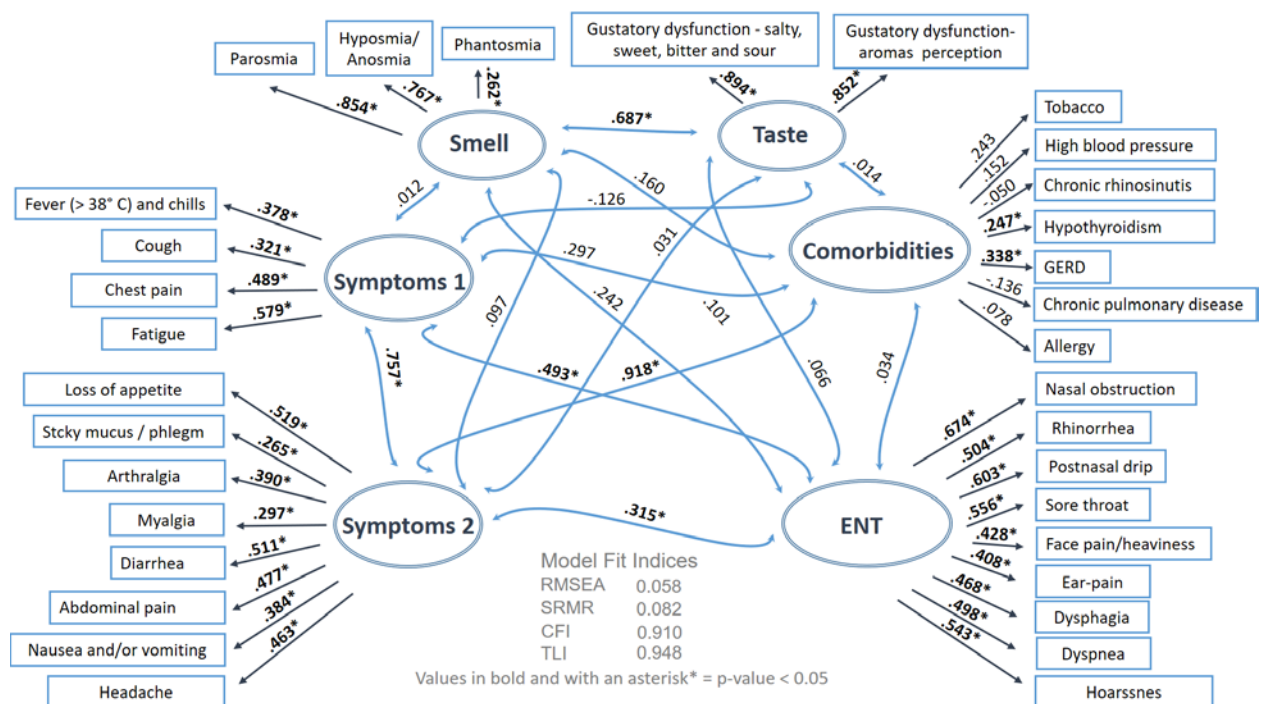 Gustatory dysfunction - salty,
sweet, bitter and sour
Gustatory dysfunction-
aromas perception
Hyposmia/
Anosmia
Phantosmia
Parosmia
.854*
.767*
.262*
.894*
.852*
Smell
.687*
Taste
Tobacco
High blood pressure
Chronic rhinosinutis
Hypothyroidism
GERD
Chronic pulmonary disease
Allergy
.243
.152
-.050
.247*
.338*
-.136
.078
Comorbidities
.014
.160
.012
-.126
.297
.031
Fever (> 38° C) and chills
Cough
Chest pain
Fatigue
.378*
.321*
.489*
.579*
Symptoms 1
.097
.242
.101
.066
.034
.757*
.493*
.918*
Loss of appetite
Stcky mucus / phlegm
Arthralgia
Myalgia
Diarrhea
Abdominal pain
Nausea and/or vomiting
Headache
.519*
.265*
.390*
.297*
.511*
.477*
.384*
.463*
Symptoms 2
.315*
ENT
Nasal obstruction
Rhinorrhea
Postnasal drip
Sore throat
Face pain/heaviness
Ear-pain
Dysphagia
Dyspnea
Hoarssnes
.674*
.504*
.603*
.556*
.428*
.408*
.468*
.498*
.543*
Model Fit Indices
RMSEA 0.058
SRMR 0.082
CFI 0.910
TLI 0.948
Values in bold and with an asterisk* = p-value < 0.05